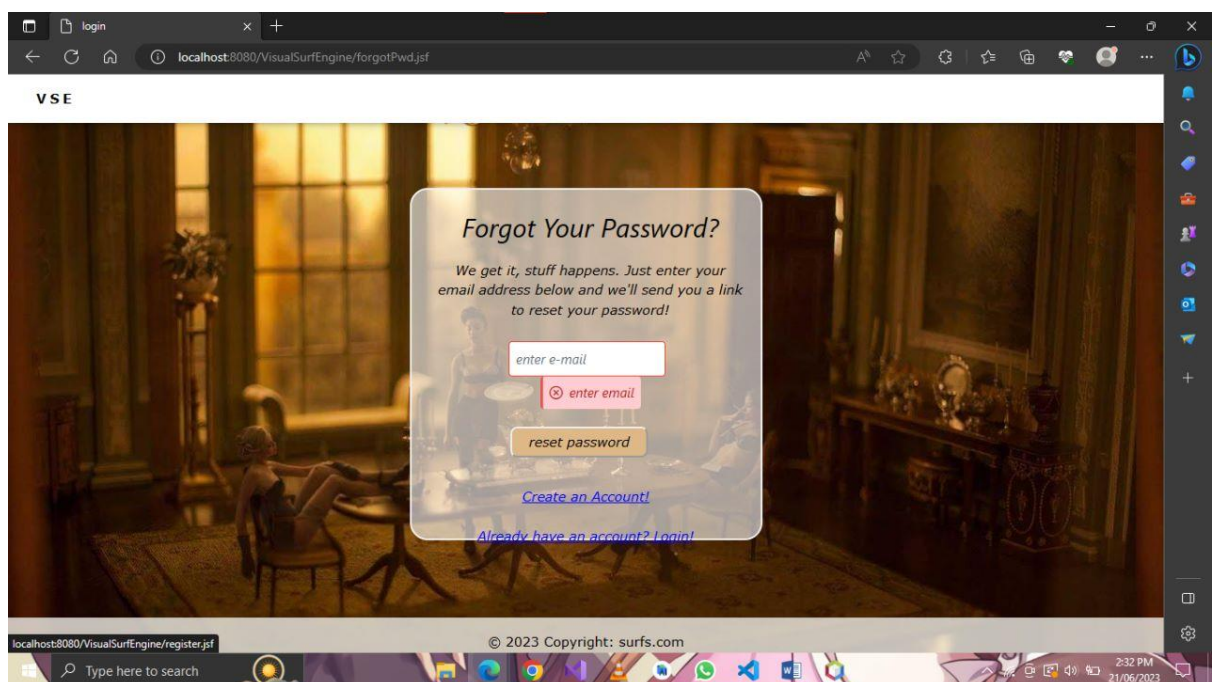 login
localhost:8080/VisualSurfEngine/forgotPwd.jsf
VSE
Forgot Your Password?
We get it, stuff happens. Just enter your
email address below and we'll send you a link
to reset your password!
enter e-mail
enter email
reset password
Create an Account!
Already have an account? Login!
© 2023 Copyright: surfs.com
localhost:8080/VisualSurfEngine/register.jsf
Type here to search
2:32 PM
21/06/2023